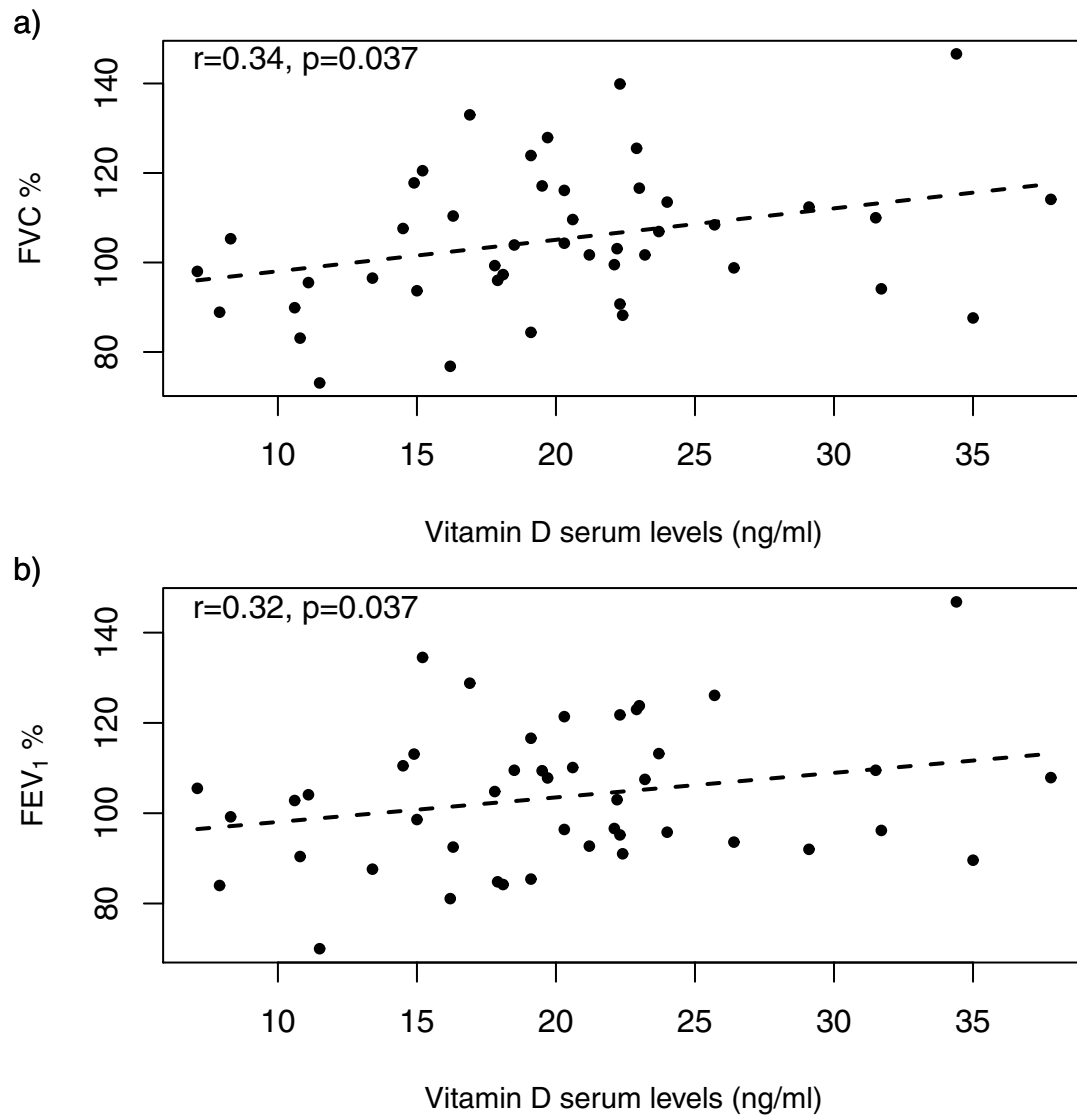 a)
r=0.34, p=0.037
140
120
100
80
FVC %
10 15 20 25 30 35
Vitamin D serum levels (ng/ml)
b)
r=0.32, p=0.037
140
120
100
80
FEV₁ %
10 15 20 25 30 35
Vitamin D serum levels (ng/ml)